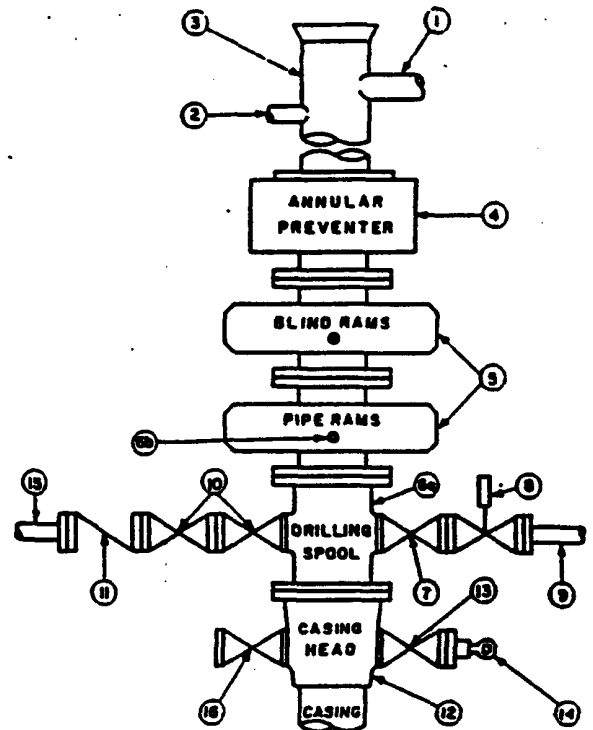 3
1
2
ANNULAR
PREVENTER
4
BLIND RAMS
5
PIPE RAMS
6b
15
10
6a
8
DRILLING
SPOOL
11
7
9
13
CASING
HEAD
16
12
14
CASING